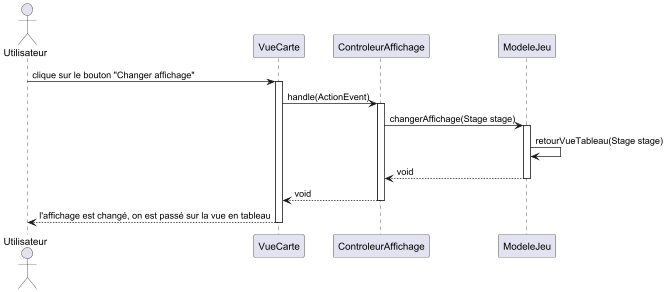 Utilisateur
VueCarte
ControleurAffichage
ModeleJeu
clique sur le bouton "Changer affichage"
handle(ActionEvent)
changerAffichage(Stage stage)
retourVueTableau(Stage stage)
void
void
l'affichage est changé, on est passé sur la vue en tableau
Utilisateur
VueCarte
ControleurAffichage
ModeleJeu